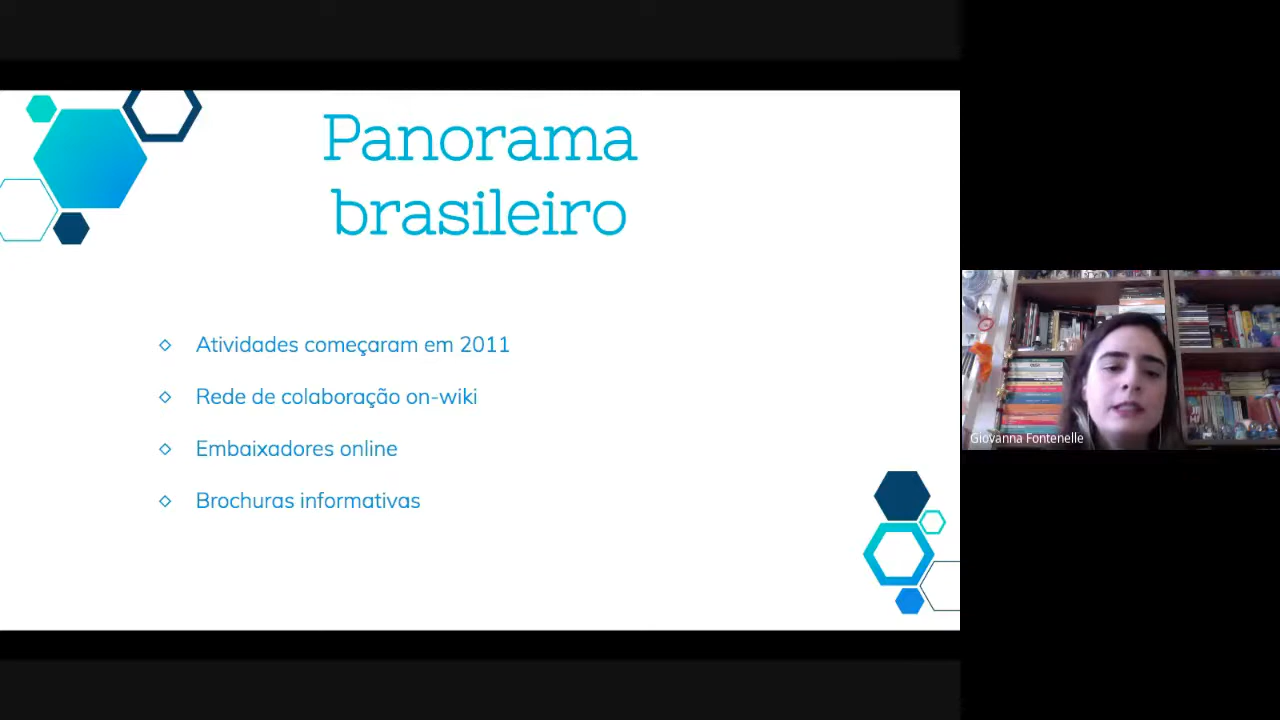 Panorama
brasileiro
Atividades começaram em 2011
Rede de colaboração on-wiki
Embaixadores online
Brochuras informativas
Giovanna Fontenelle